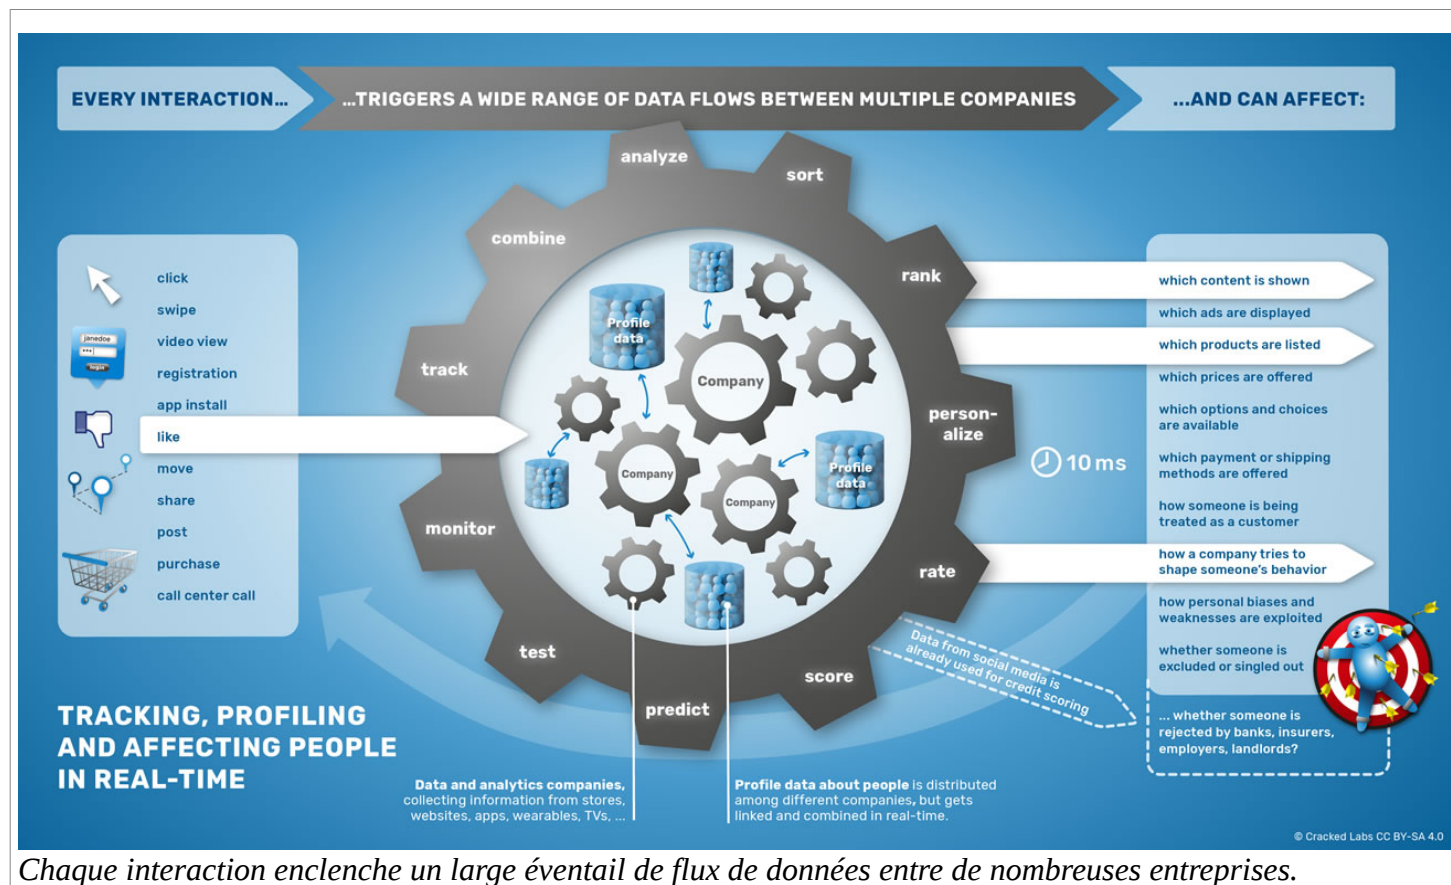 EVERY INTERACTION...
...TRIGGERS A WIDE RANGE OF DATA FLOWS BETWEEN MULTIPLE COMPANIES
...AND CAN AFFECT:
click
swipe
video view
registration
app install
like
move
share
post
purchase
call center call
janedoe
***
login
analyze
sort
combine
rank
track
person-
alize
monitor
rate
test
score
predict
Profile
data
Company
Company
Company
Profile
data
10 ms
which content is shown
which ads are displayed
which products are listed
which prices are offered
which options and choices
are available
which payment or shipping
methods are offered
how someone is being
treated as a customer
how a company tries to
shape someone's behavior
how personal biases and
weaknesses are exploited
whether someone is
excluded or singled out
Data from social media is
already used for credit scoring
... whether someone is
rejected by banks, insurers,
employers, landlords?
TRACKING, PROFILING
AND AFFECTING PEOPLE
IN REAL-TIME
Data and analytics companies,
collecting information from stores,
websites, apps, wearables, TVs, ...
Profile data about people is distributed
among different companies, but gets
linked and combined in real-time.
© Cracked Labs CC BY-SA 4.0
Chaque interaction enclenche un large éventail de flux de données entre de nombreuses entreprises.